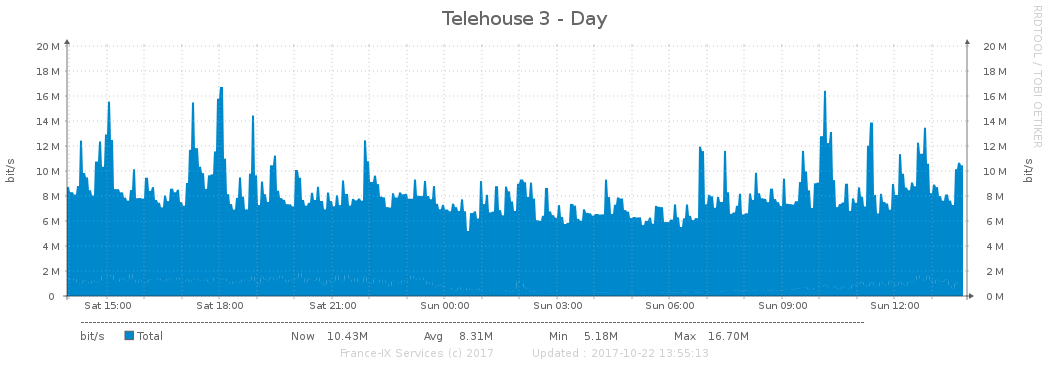 Telehouse 3 - Day
RRDTOOL / TOBI OETIKER
bit/s
20 M 20 M
18 M 18 M
16 M 16 M
14 M 14 M
12 M 12 M
10 M 10 M
8 M 8 M
6 M 6 M
4 M 4 M
2 M 2 M
0 0 M
bit/s
Sat 15:00 Sat 18:00 Sat 21:00 Sun 00:00 Sun 03:00 Sun 06:00 Sun 09:00 Sun 12:00
bit/s Total Now 10.43M Avg 8.31M Min 5.18M Max 16.70M
France-IX Services (c) 2017 Updated : 2017-10-22 13:55:13